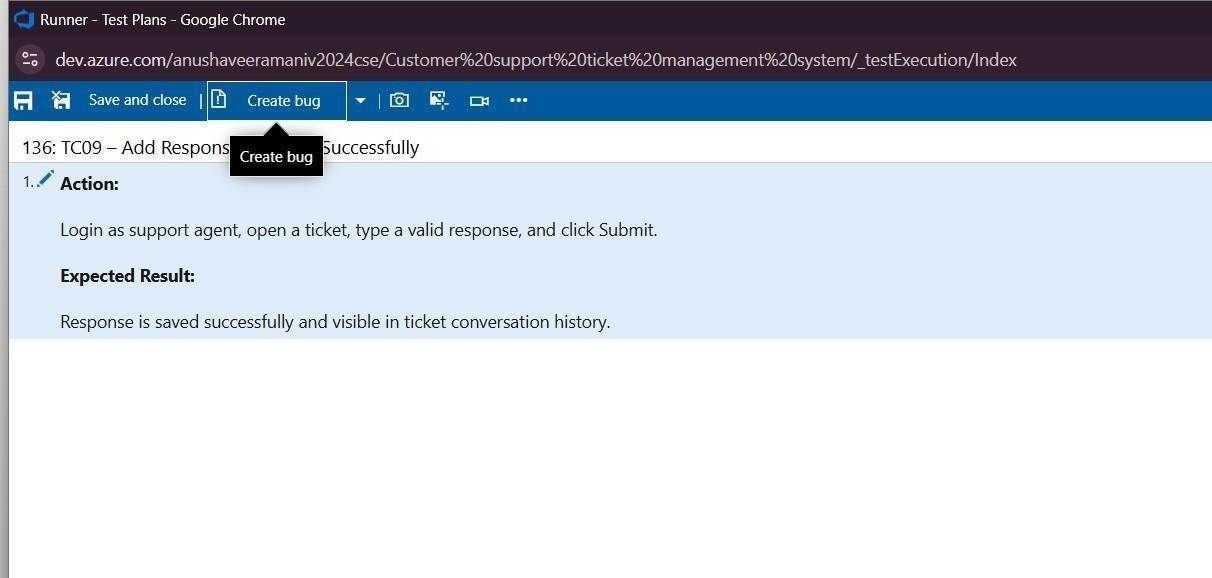 Runner - Test Plans - Google Chrome
dev.azure.com/anushaveeramaniv2024cse/Customer%20support%20ticket%20management%20system/_testExecution/Index
Save and close | Create bug |
136: TC09 – Add Respons Successfully
Create bug
1. Action:
Login as support agent, open a ticket, type a valid response, and click Submit.
Expected Result:
Response is saved successfully and visible in ticket conversation history.